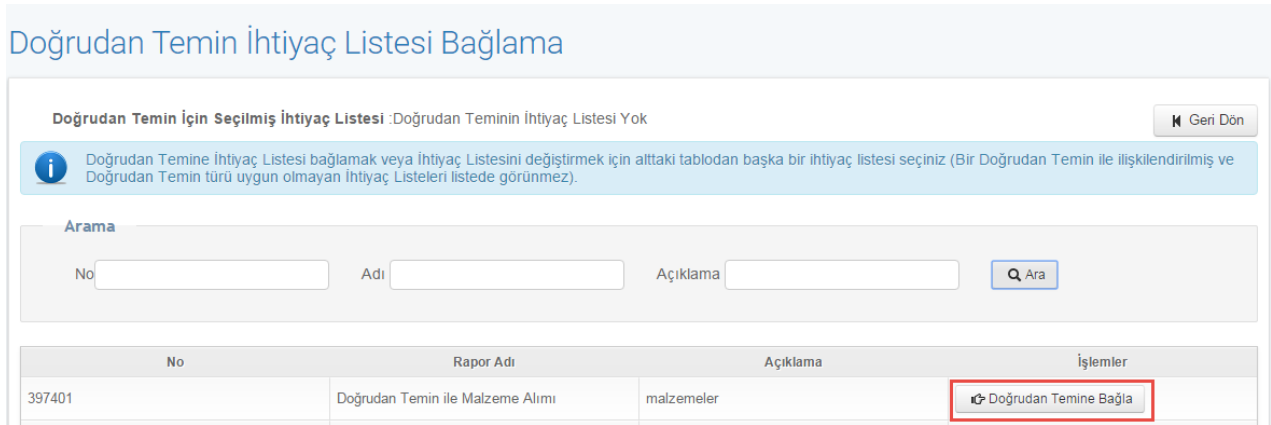 Doğrudan Temin İhtiyaç Listesi Bağlama
Doğrudan Temin İçin Seçilmiş İhtiyaç Listesi :Doğrudan Teminin İhtiyaç Listesi Yok
Geri Dön
Doğrudan Temine İhtiyaç Listesi bağlamak veya İhtiyaç Listesini değiştirmek için alttaki tablodan başka bir ihtiyaç listesi seçiniz (Bir Doğrudan Temin ile ilişkilendirilmiş ve
Doğrudan Temin türü uygun olmayan İhtiyaç Listeleri listede görünmez).
Arama
No Adı Açıklama Ara
No Rapor Adı Açıklama İşlemler
397401 Doğrudan Temin ile Malzeme Alımı malzemeler Doğrudan Temine Bağla